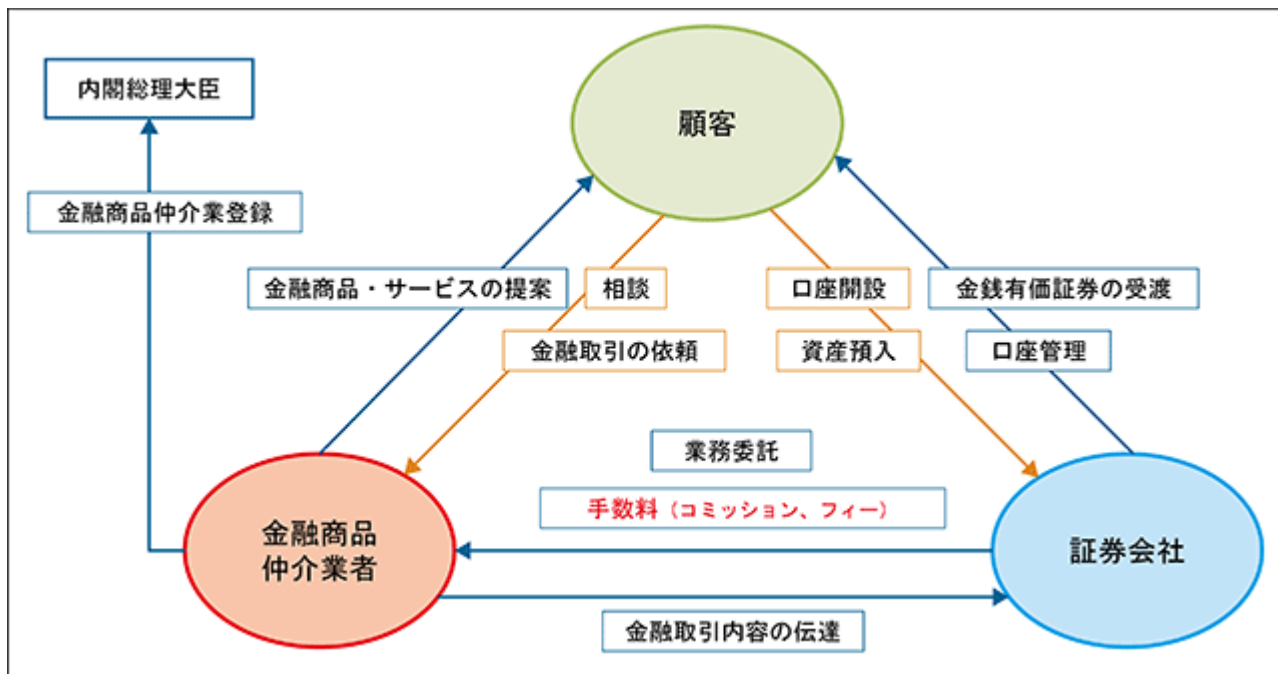 内閣総理大臣
顧客
金融商品仲介業登録
金融商品・サービスの提案
相談
口座開設
金銭有価証券の受渡
金融取引の依頼
資産預入
口座管理
業務委託
手数料（コミッション、フィー）
金融商品
仲介業者
証券会社
金融取引内容の伝達